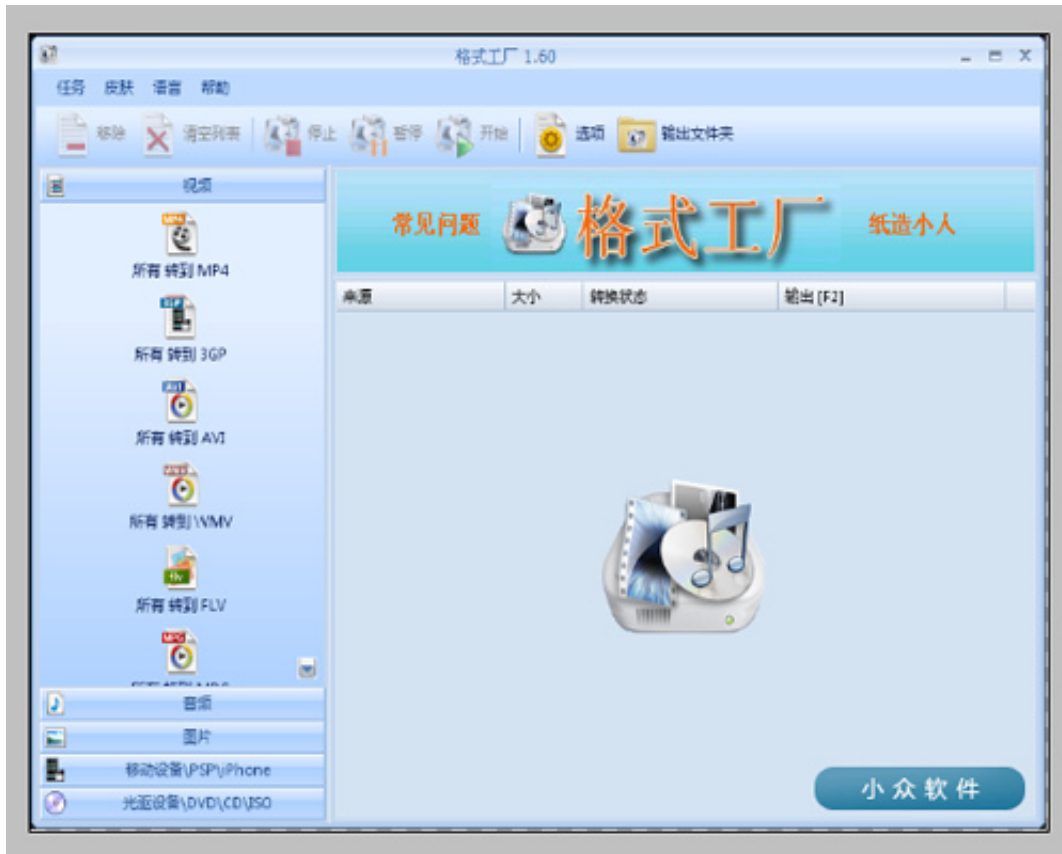 格式工厂 1.60
任务 皮肤 语言 帮助
移除 清空列表 停止 暂停 开始 选项 输出文件夹
视频
常见问题 格式工厂 纸造小人
MP4
所有 转到 MP4
来源 大小 转换状态 输出 [F2]
3GP
所有 转到 3GP
AVI
所有 转到 AVI
所有 转到 WMV
flv
所有 转到 FLV
MPG
音频
图片
移动设备\PSP\iPhone
光驱设备\DVD\CD\ISO
小众软件